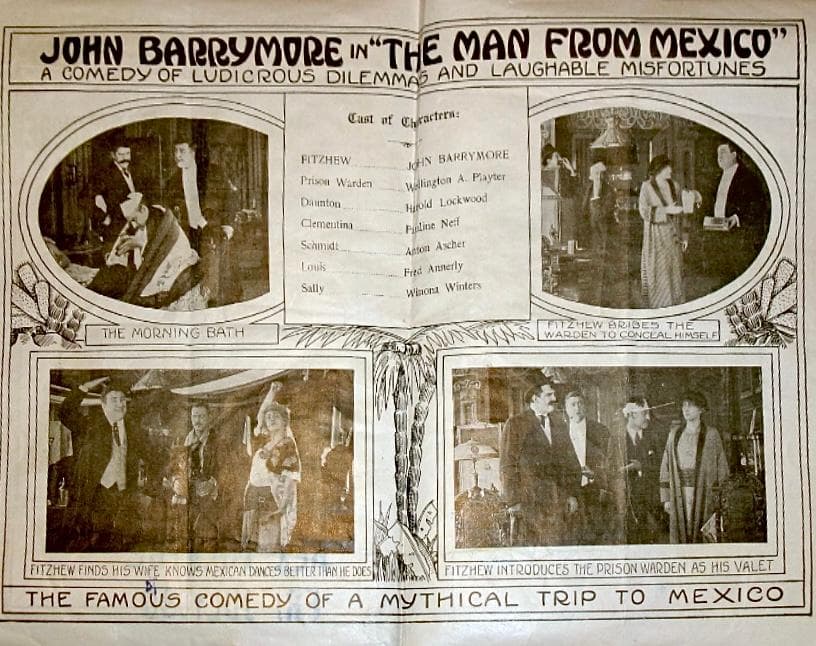 JOHN BARRYMORE IN "THE MAN FROM MEXICO"
A COMEDY OF LUDICROUS DILEMMAS AND LAUGHABLE MISFORTUNES
Cast of Characters:
FITZHEW JOHN BARRYMORE
Prison Warden Wellington A. Playter
Daunton Harold Lockwood
Clementina Pauline Neff
Schmidt Anton Ascher
Louis Fred Annerly
Sally Winona Winters
THE MORNING BATH
FITZHEW BRIBES THE
WARDEN TO CONCEAL HIMSELF
FITZHEW FINDS HIS WIFE KNOWS MEXICAN DANCES BETTER THAN HE DOES
FITZHEW INTRODUCES THE PRISON WARDEN AS HIS VALET
THE FAMOUS COMEDY OF A MYTHICAL TRIP TO MEXICO